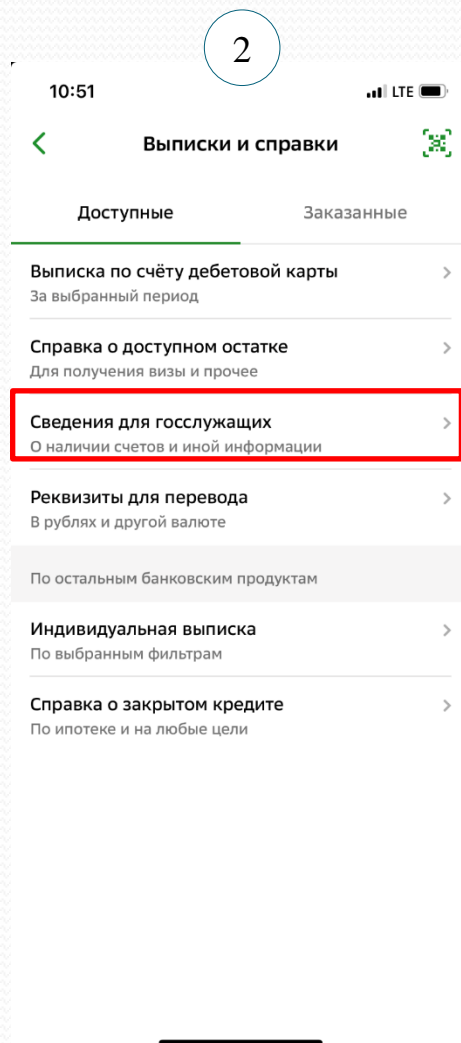 2
10:51
LTE
Выписки и справки
Доступные
Заказанные
Выписка по счёту дебетовой карты
За выбранный период
Справка о доступном остатке
Для получения визы и прочее
Сведения для госслужащих
О наличии счетов и иной информации
Реквизиты для перевода
В рублях и другой валюте
По остальным банковским продуктам
Индивидуальная выписка
По выбранным фильтрам
Справка о закрытом кредите
По ипотеке и на любые цели